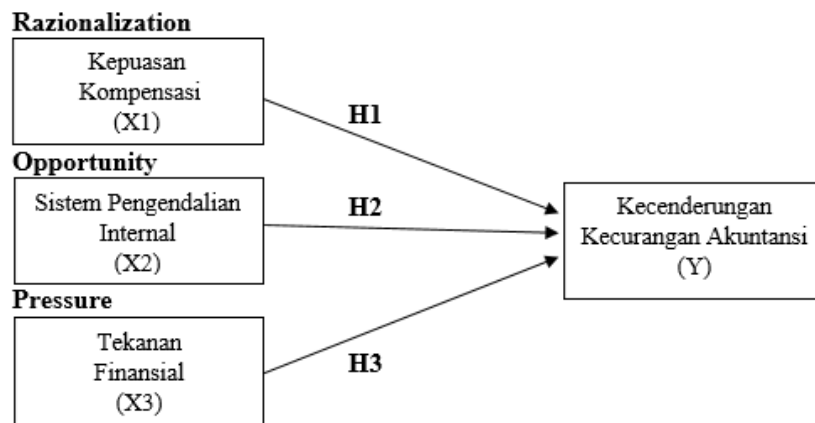 Razionalization
Kepuasan
Kompensasi
(X1)
H1
Opportunity
Sistem Pengendalian
Internal
(X2)
H2
Kecenderungan
Kecurangan Akuntansi
(Y)
Pressure
Tekanan
Finansial
(X3)
H3